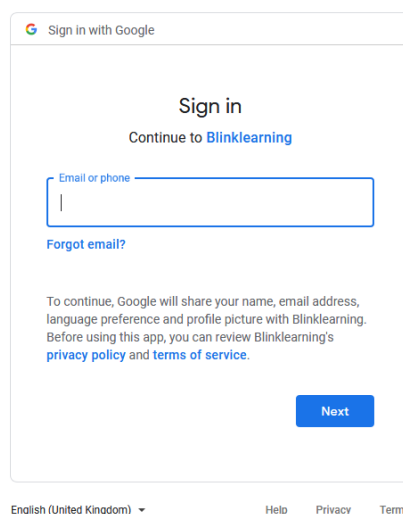 Sign in with Google
Sign in
Continue to Blinklearning
Email or phone
Forgot email?
To continue, Google will share your name, email address,
language preference and profile picture with Blinklearning.
Before using this app, you can review Blinklearning's
privacy policy and terms of service.
Next
English (United Kingdom) Help Privacy Term